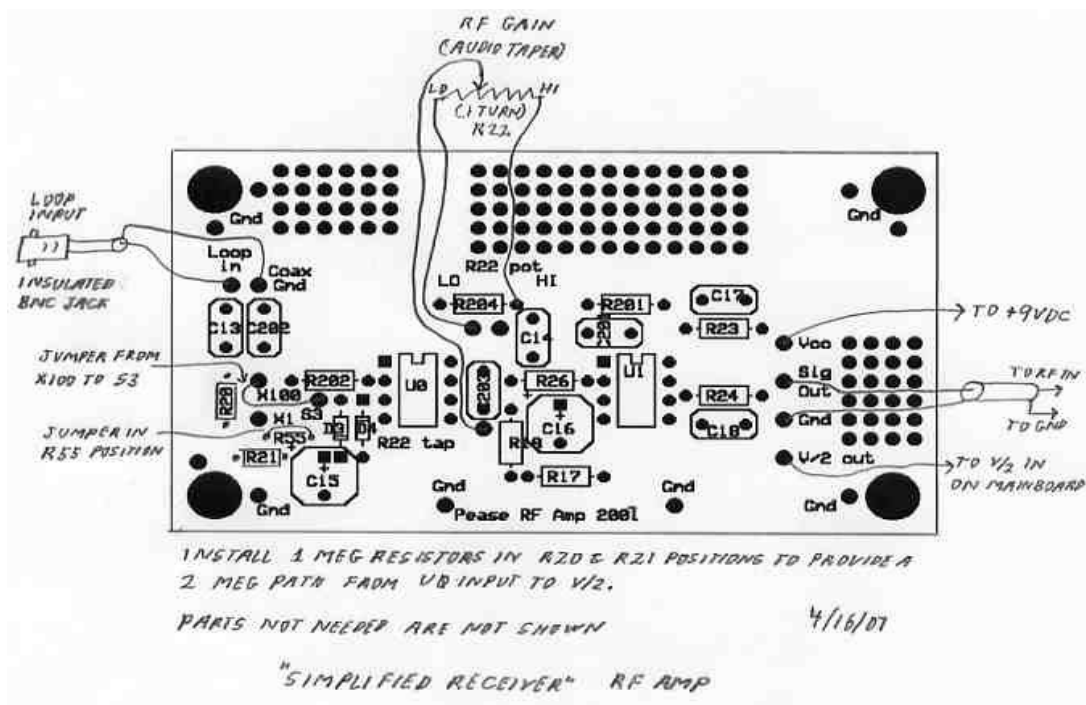 RF GAIN
(AUDIO TAPER)
LO
HI
(1 TURN)
R22
LOOP
INPUT
INSULATED
BNC JACK
Gnd
Gnd
Loop
in
Coax
Gnd
R22 pot
LO
HI
R204
R201
C17
C13
C202
C14
R23
Voo
TO +9VDC
JUMPER FROM
X100 TO S3
X100
R202
U0
C203
R26
U1
Sig
Out
R24
TO RF IN
R20
X1
S3
D3
D4
C16
C18
Gnd
TO GND
JUMPER IN
R55 POSITION
R55
R22 tap
R18
R21
C15
R17
V/2 out
TO V/2 IN
ON MAINBOARD
Gnd
Gnd
Gnd
Gnd
Pease RF Amp 2001
INSTALL 1 MEG RESISTORS IN R20 & R21 POSITIONS TO PROVIDE A
2 MEG PATH FROM U0 INPUT TO V/2.
PARTS NOT NEEDED ARE NOT SHOWN
4/16/07
"SIMPLIFIED RECEIVER" RF AMP